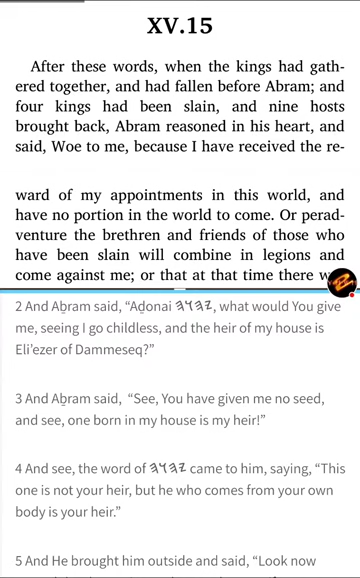 XV.15
After these words, when the kings had gath-
ered together, and had fallen before Abram; and
four kings had been slain, and nine hosts
brought back, Abram reasoned in his heart, and
said, Woe to me, because I have received the re-
ward of my appointments in this world, and
have no portion in the world to come. Or perad-
venture the brethren and friends of those who
have been slain will combine in legions and
come against me; or that at that time there
2 And Aḇram said, “Aḏonai 𐤉𐤄𐤅𐤄, what would You give
me, seeing I go childless, and the heir of my house is
Eli’ezer of Dammeseq?”
3 And Aḇram said, “See, You have given me no seed,
and see, one born in my house is my heir!”
4 And see, the word of 𐤉𐤄𐤅𐤄 came to him, saying, “This
one is not your heir, but he who comes from your own
body is your heir.”
5 And He brought him outside and said, “Look now